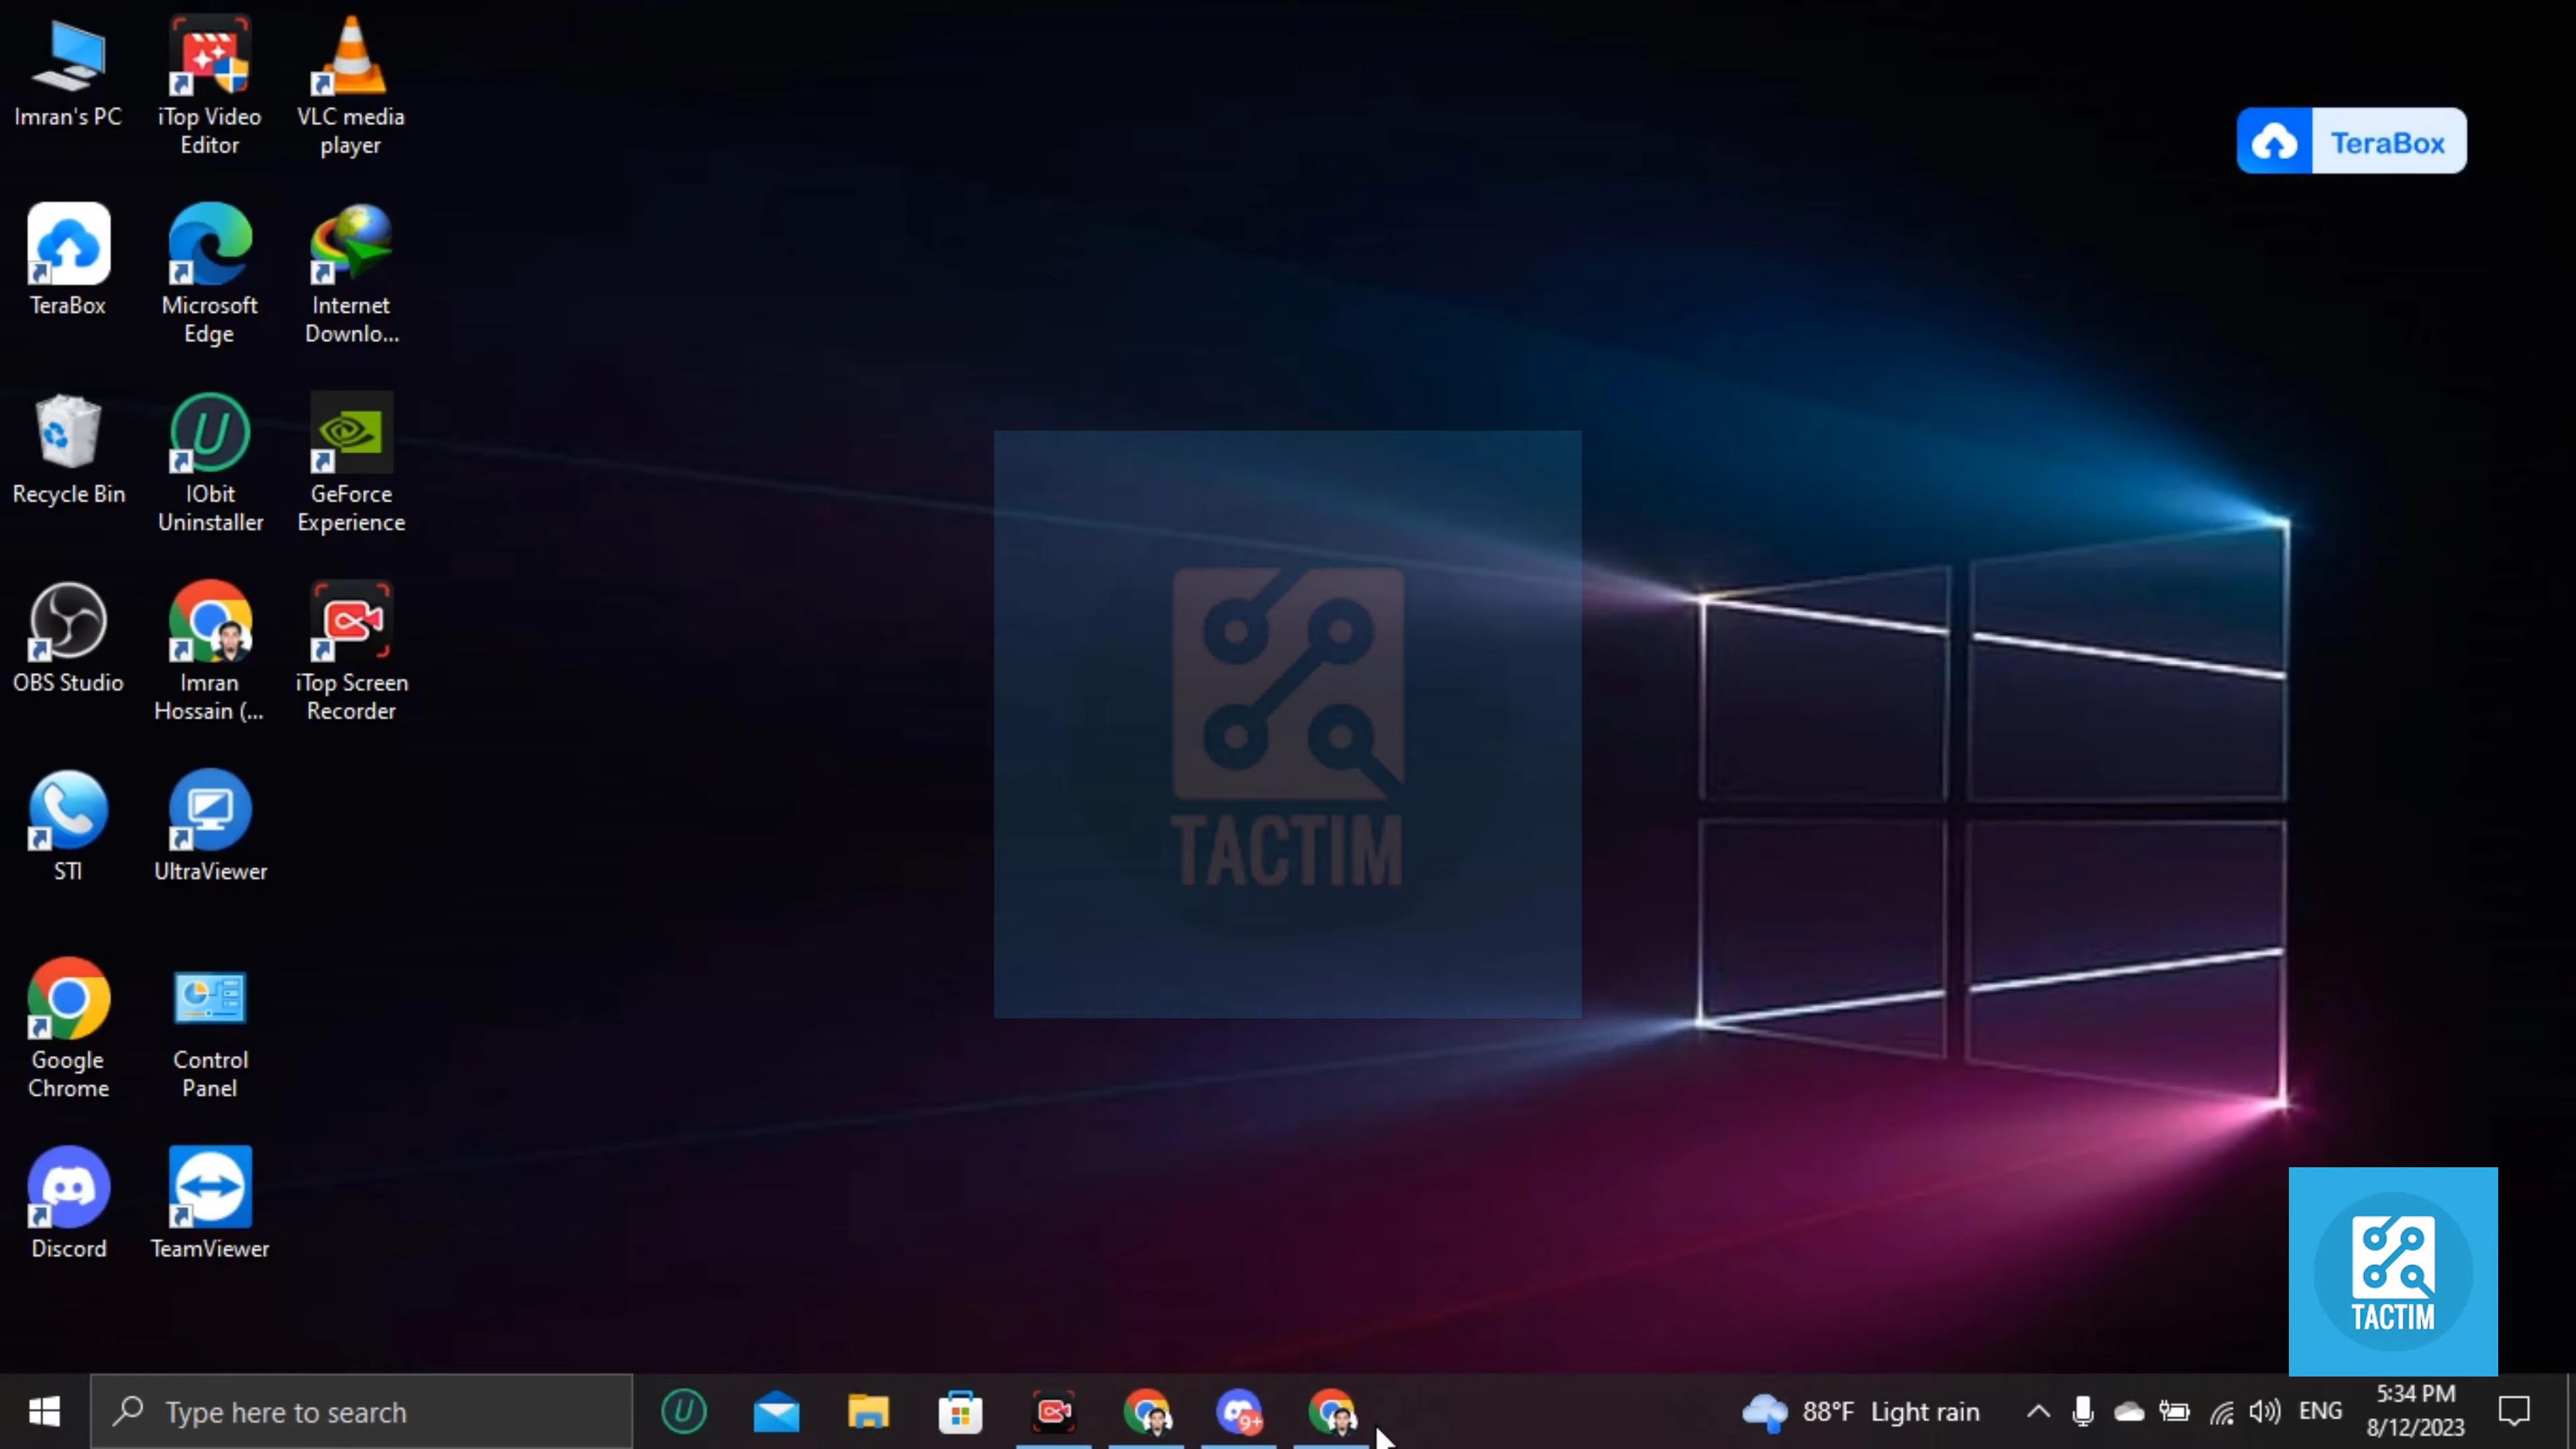 Imran's PC
iTop Video
Editor
VLC media
player
TeraBox
TeraBox
Microsoft
Edge
Internet
Downlo...
Recycle Bin
IObit
Uninstaller
GeForce
Experience
OBS Studio
Imran
Hossain (...
iTop Screen
Recorder
TACTIM
STI
UltraViewer
Google
Chrome
Control
Panel
Discord
TeamViewer
TACTIM
Type here to search
9+
88°F Light rain
ENG
5:34 PM
8/12/2023